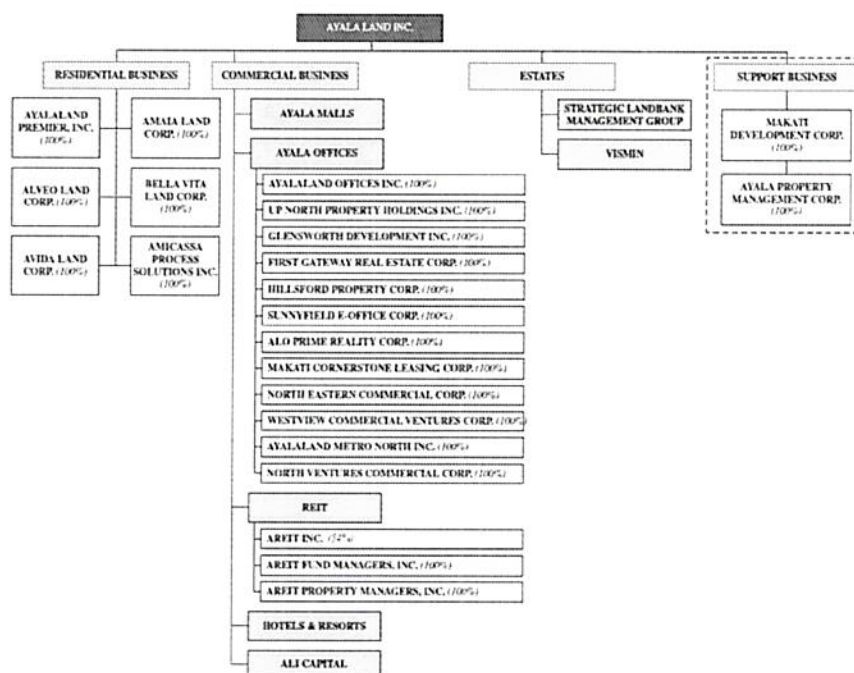 AYALA LAND INC.
RESIDENTIAL BUSINESS
AYALALAND
PREMIER, INC.
(100%)
AMAIA LAND
CORP. (100%)
ALVEO LAND
CORP. (100%)
BELLA VITA
LAND CORP.
(100%)
AVIDA LAND
CORP. (100%)
AMICASSA
PROCESS
SOLUTIONS INC.
(100%)
COMMERCIAL BUSINESS
AYALA MALLS
AYALA OFFICES
AYALALAND OFFICES INC. (100%)
UP NORTH PROPERTY HOLDINGS INC. (100%)
GLENSWORTH DEVELOPMENT INC. (100%)
FIRST GATEWAY REAL ESTATE CORP. (100%)
HILLSFORD PROPERTY CORP. (100%)
SUNNYFIELD E-OFFICE CORP. (100%)
ALO PRIME REALITY CORP. (100%)
MAKATI CORNERSTONE LEASING CORP. (100%)
NORTH EASTERN COMMERCIAL CORP. (100%)
WESTVIEW COMMERCIAL VENTURES CORP. (100%)
AYALALAND METRO NORTH INC. (100%)
NORTH VENTURES COMMERCIAL CORP. (100%)
REIT
AREIT INC.
AREIT FUND MANAGERS, INC. (100%)
AREIT PROPERTY MANAGERS, INC. (100%)
HOTELS & RESORTS
ALI CAPITAL
ESTATES
STRATEGIC LANDBANK
MANAGEMENT GROUP
VISMIN
SUPPORT BUSINESS
MAKATI
DEVELOPMENT CORP.
(100%)
AYALA PROPERTY
MANAGEMENT CORP.
(100%)